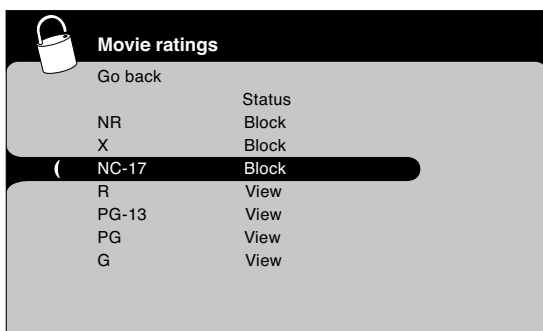 Movie ratings
Go back
Status
NR Block
X Block
NC-17 Block
R View
PG-13 View
PG View
G View